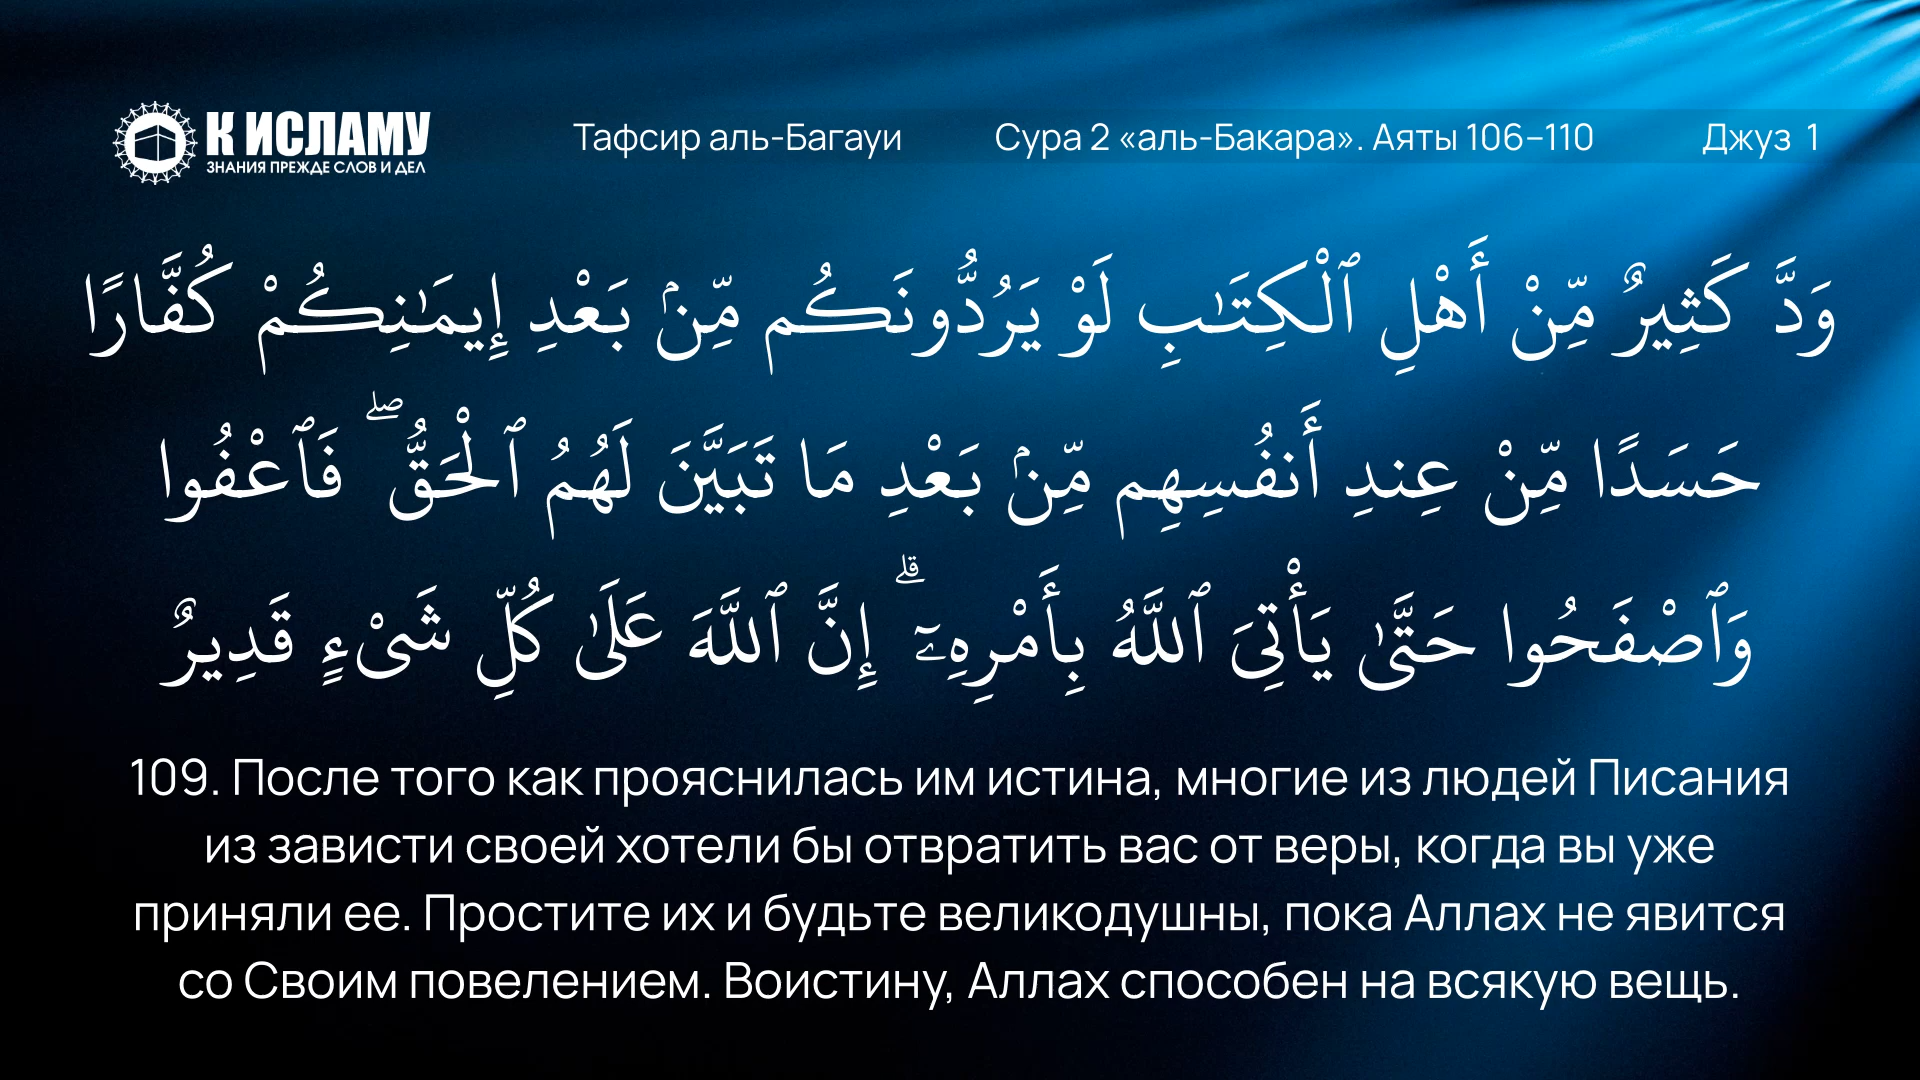 К ИСЛАМУ
ЗНАНИЯ ПРЕЖДЕ СЛОВ И ДЕЛ
Тафсир аль-Багауи
Сура 2 «аль-Бакара». Аяты 106–110
Джуз 1
وَدَّ كَثِيرٌ مِّنْ أَهْلِ ٱلْكِتَـٰبِ لَوْ يَرُدُّونَكُم مِّنۢ بَعْدِ إِيمَـٰنِكُمْ كُفَّارًا
حَسَدًا مِّنْ عِندِ أَنفُسِهِم مِّنۢ بَعْدِ مَا تَبَيَّنَ لَهُمُ ٱلْحَقُّ ۖ فَٱعْفُوا
وَٱصْفَحُوا حَتَّىٰ يَأْتِىَ ٱللَّهُ بِأَمْرِهِۦٓ ۗ إِنَّ ٱللَّهَ عَلَىٰ كُلِّ شَىْءٍ قَدِيرٌ
109. После того как прояснилась им истина, многие из людей Писания
из зависти своей хотели бы отвратить вас от веры, когда вы уже
приняли ее. Простите их и будьте великодушны, пока Аллах не явится
со Своим повелением. Воистину, Аллах способен на всякую вещь.